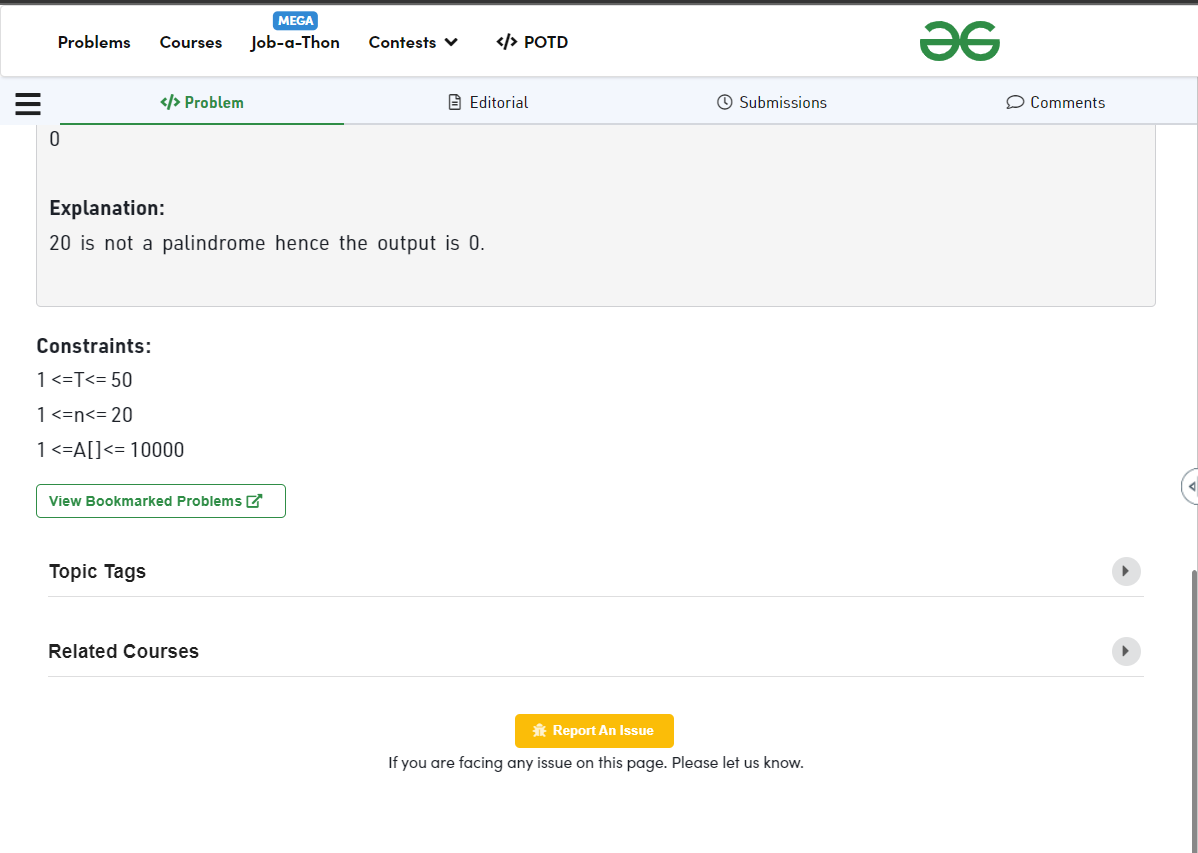 MEGA
Problems Courses Job-a-Thon Contests </> POTD
</> Problem Editorial Submissions Comments
0
Explanation:
20 is not a palindrome hence the output is 0.
Constraints:
1 <=T<= 50
1 <=n<= 20
1 <=A[]<= 10000
View Bookmarked Problems
Topic Tags
Related Courses
Report An Issue
If you are facing any issue on this page. Please let us know.